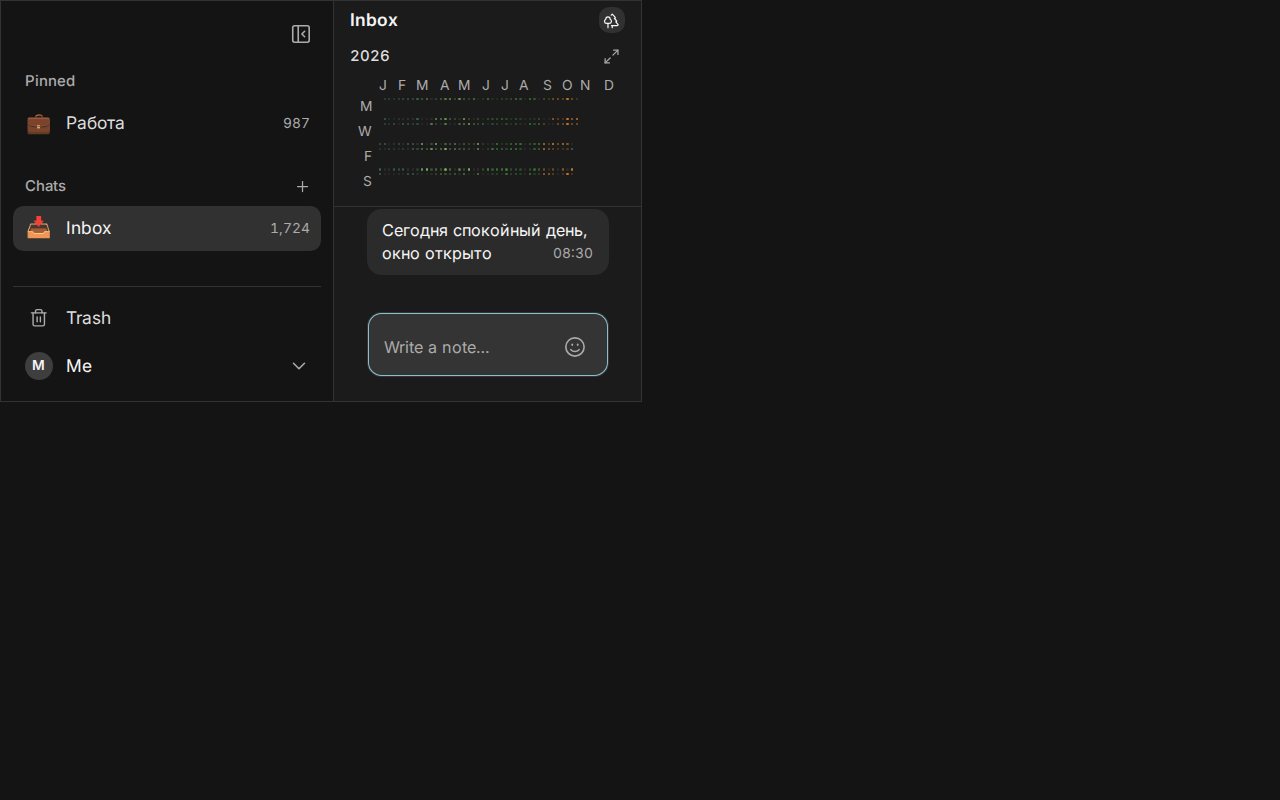 Pinned
Работа
987
Chats
Inbox
1,724
Trash
M
Me
Inbox
2026
J F M A M J J A S O N D
M
W
F
S
Сегодня спокойный день,
окно открыто
08:30
Write a note...